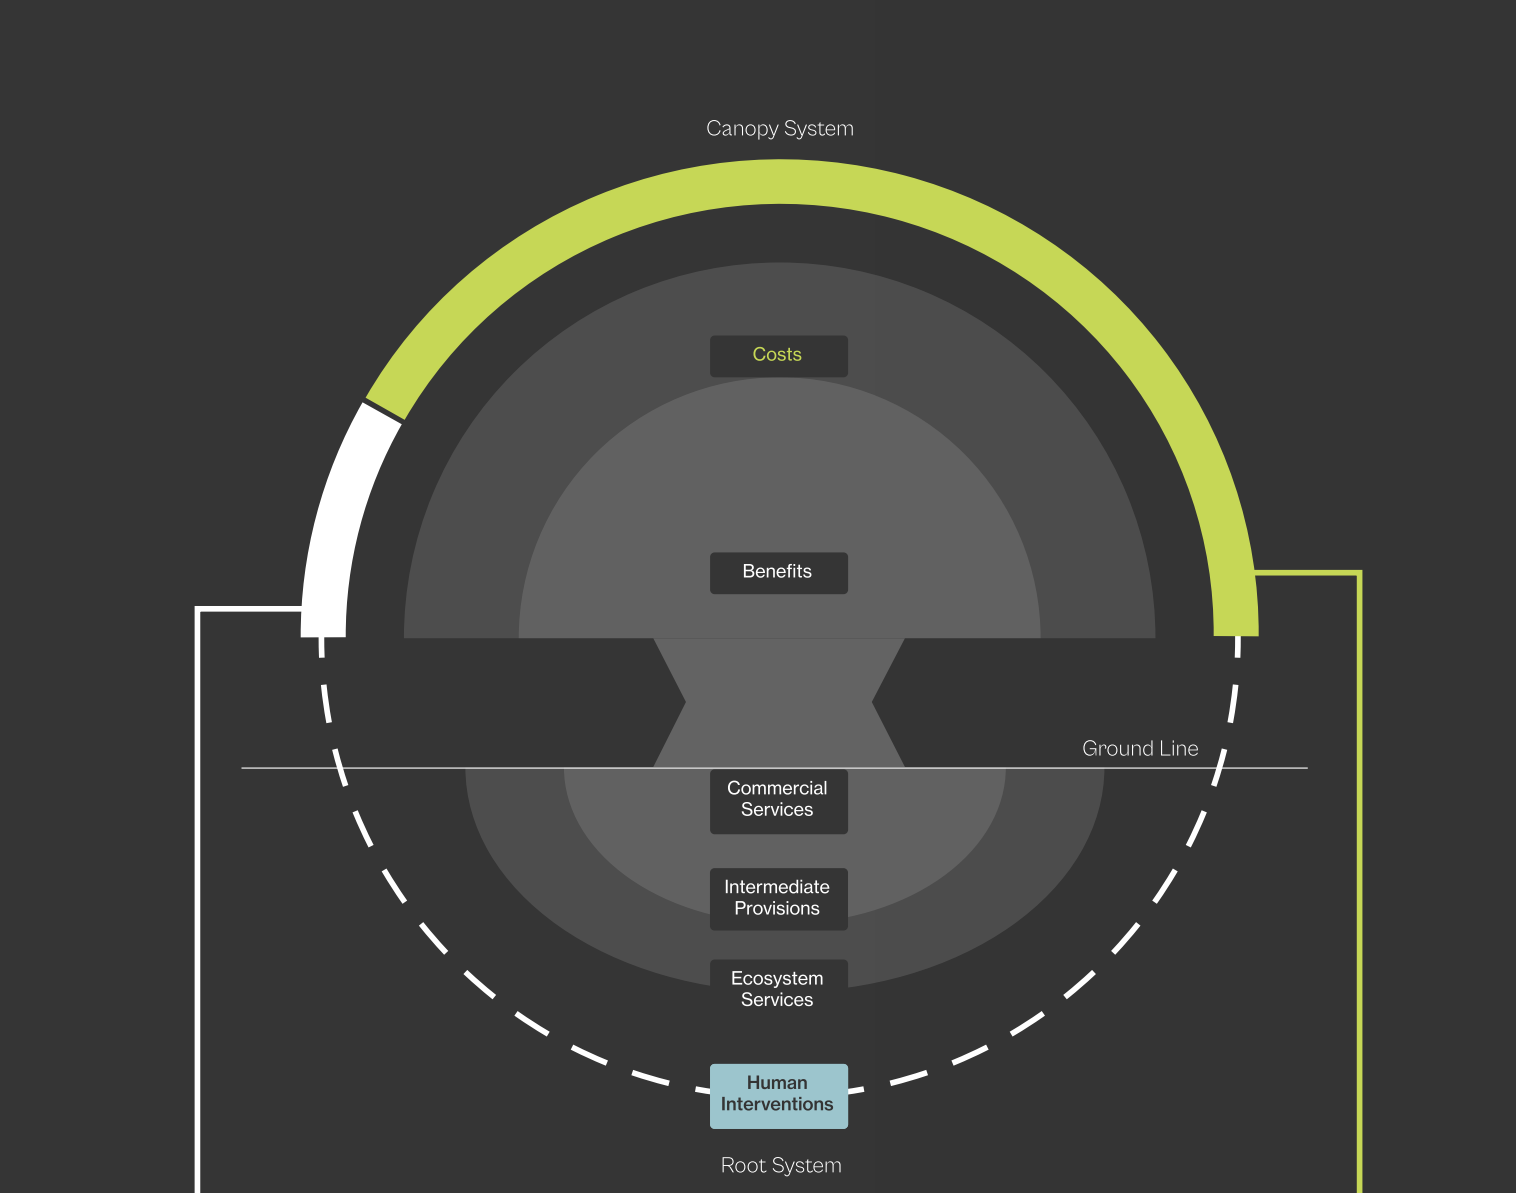 Canopy System
Costs
Benefits
Ground Line
Commercial
Services
Intermediate
Provisions
Ecosystem
Services
Human
Interventions
Root System